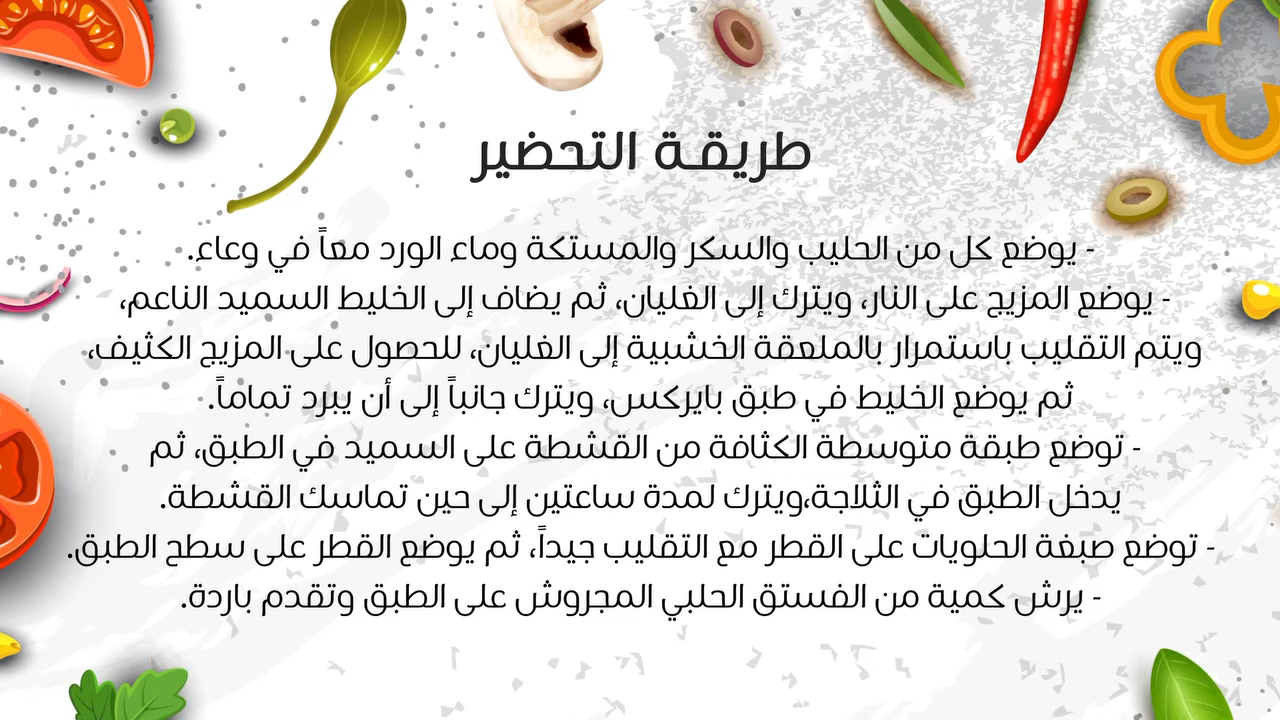 طريقة التحضير
- يوضع كل من الحليب والسكر والمستكة وماء الورد معاً في وعاء.
- يوضع المزيج على النار، ويترك إلى الغليان، ثم يضاف إلى الخليط السميد الناعم،
ويتم التقليب باستمرار بالملعقة الخشبية إلى الغليان، للحصول على المزيج الكثيف،
ثم يوضع الخليط في طبق بايركس، ويترك جانباً إلى أن يبرد تماماً.
- توضع طبقة متوسطة الكثافة من القشطة على السميد في الطبق، ثم
يدخل الطبق في الثلاجة،ويترك لمدة ساعتين إلى حين تماسك القشطة.
- توضع صبغة الحلويات على القطر مع التقليب جيداً، ثم يوضع القطر على سطح الطبق.
- يرش كمية من الفستق الحلبي المجروش على الطبق وتقدم باردة.